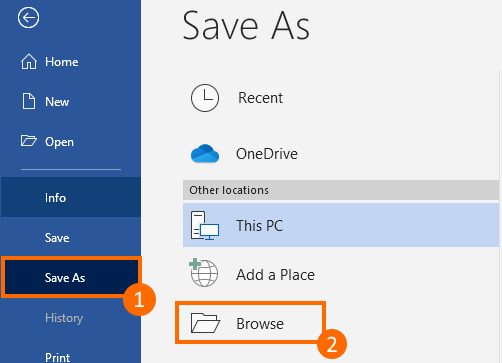 Save As
Home
New
Open
Info
Save
Save As
1
History
Print
Recent
OneDrive
Other locations
This PC
Add a Place
Browse
2